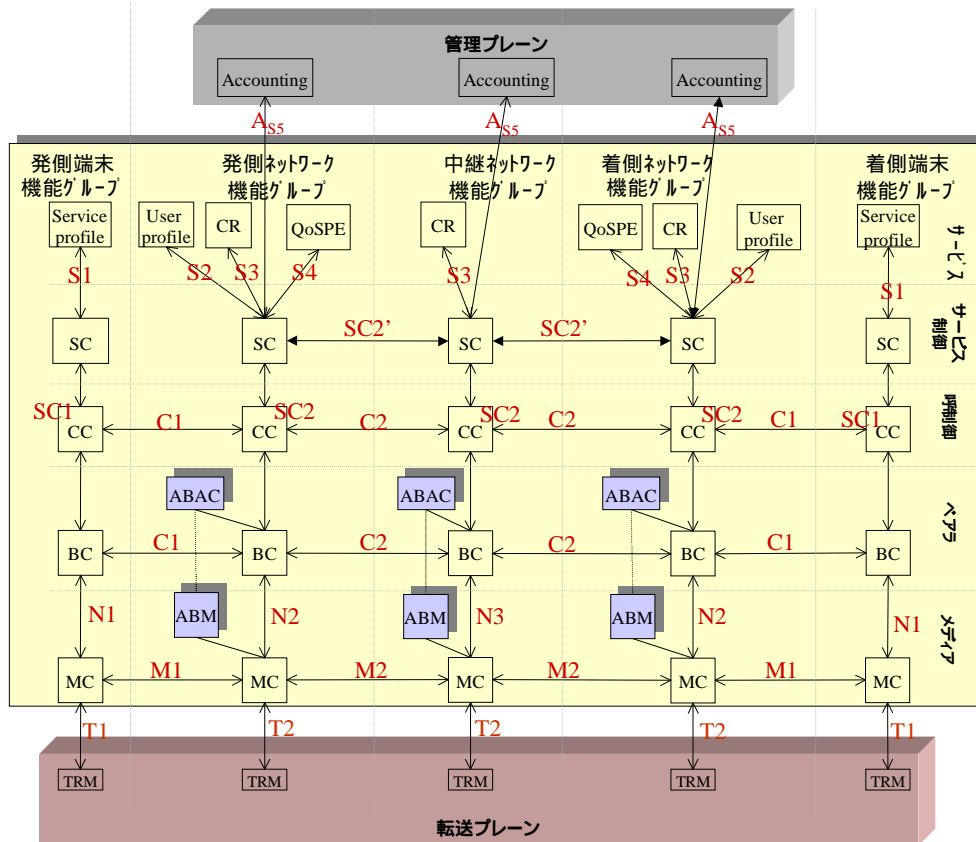 管理プレーン
Accounting
Accounting
Accounting
A_S5
A_S5
A_S5
発側端末
機能グループ
発側ネットワーク
機能グループ
中継ネットワーク
機能グループ
着側ネットワーク
機能グループ
着側端末
機能グループ
Service
profile
User
profile
CR
QoSPE
CR
QoSPE
CR
User
profile
Service
profile
サービス
S1
S2
S3
S4
S3
S4
S3
S2
S1
SC
SC
SC2’
SC
SC2’
SC
SC
サービス
制御
SC1
SC2
SC2
SC2
SC1
CC
C1
CC
C2
CC
C2
CC
C1
CC
呼制御
ABAC
ABAC
ABAC
BC
C1
BC
C2
BC
C2
BC
C1
BC
ベアラ
N1
ABM
N2
ABM
N3
ABM
N2
N1
MC
M1
MC
M2
MC
M2
MC
M1
MC
メディア
T1
T2
T2
T2
T1
TRM
TRM
TRM
TRM
TRM
転送プレーン